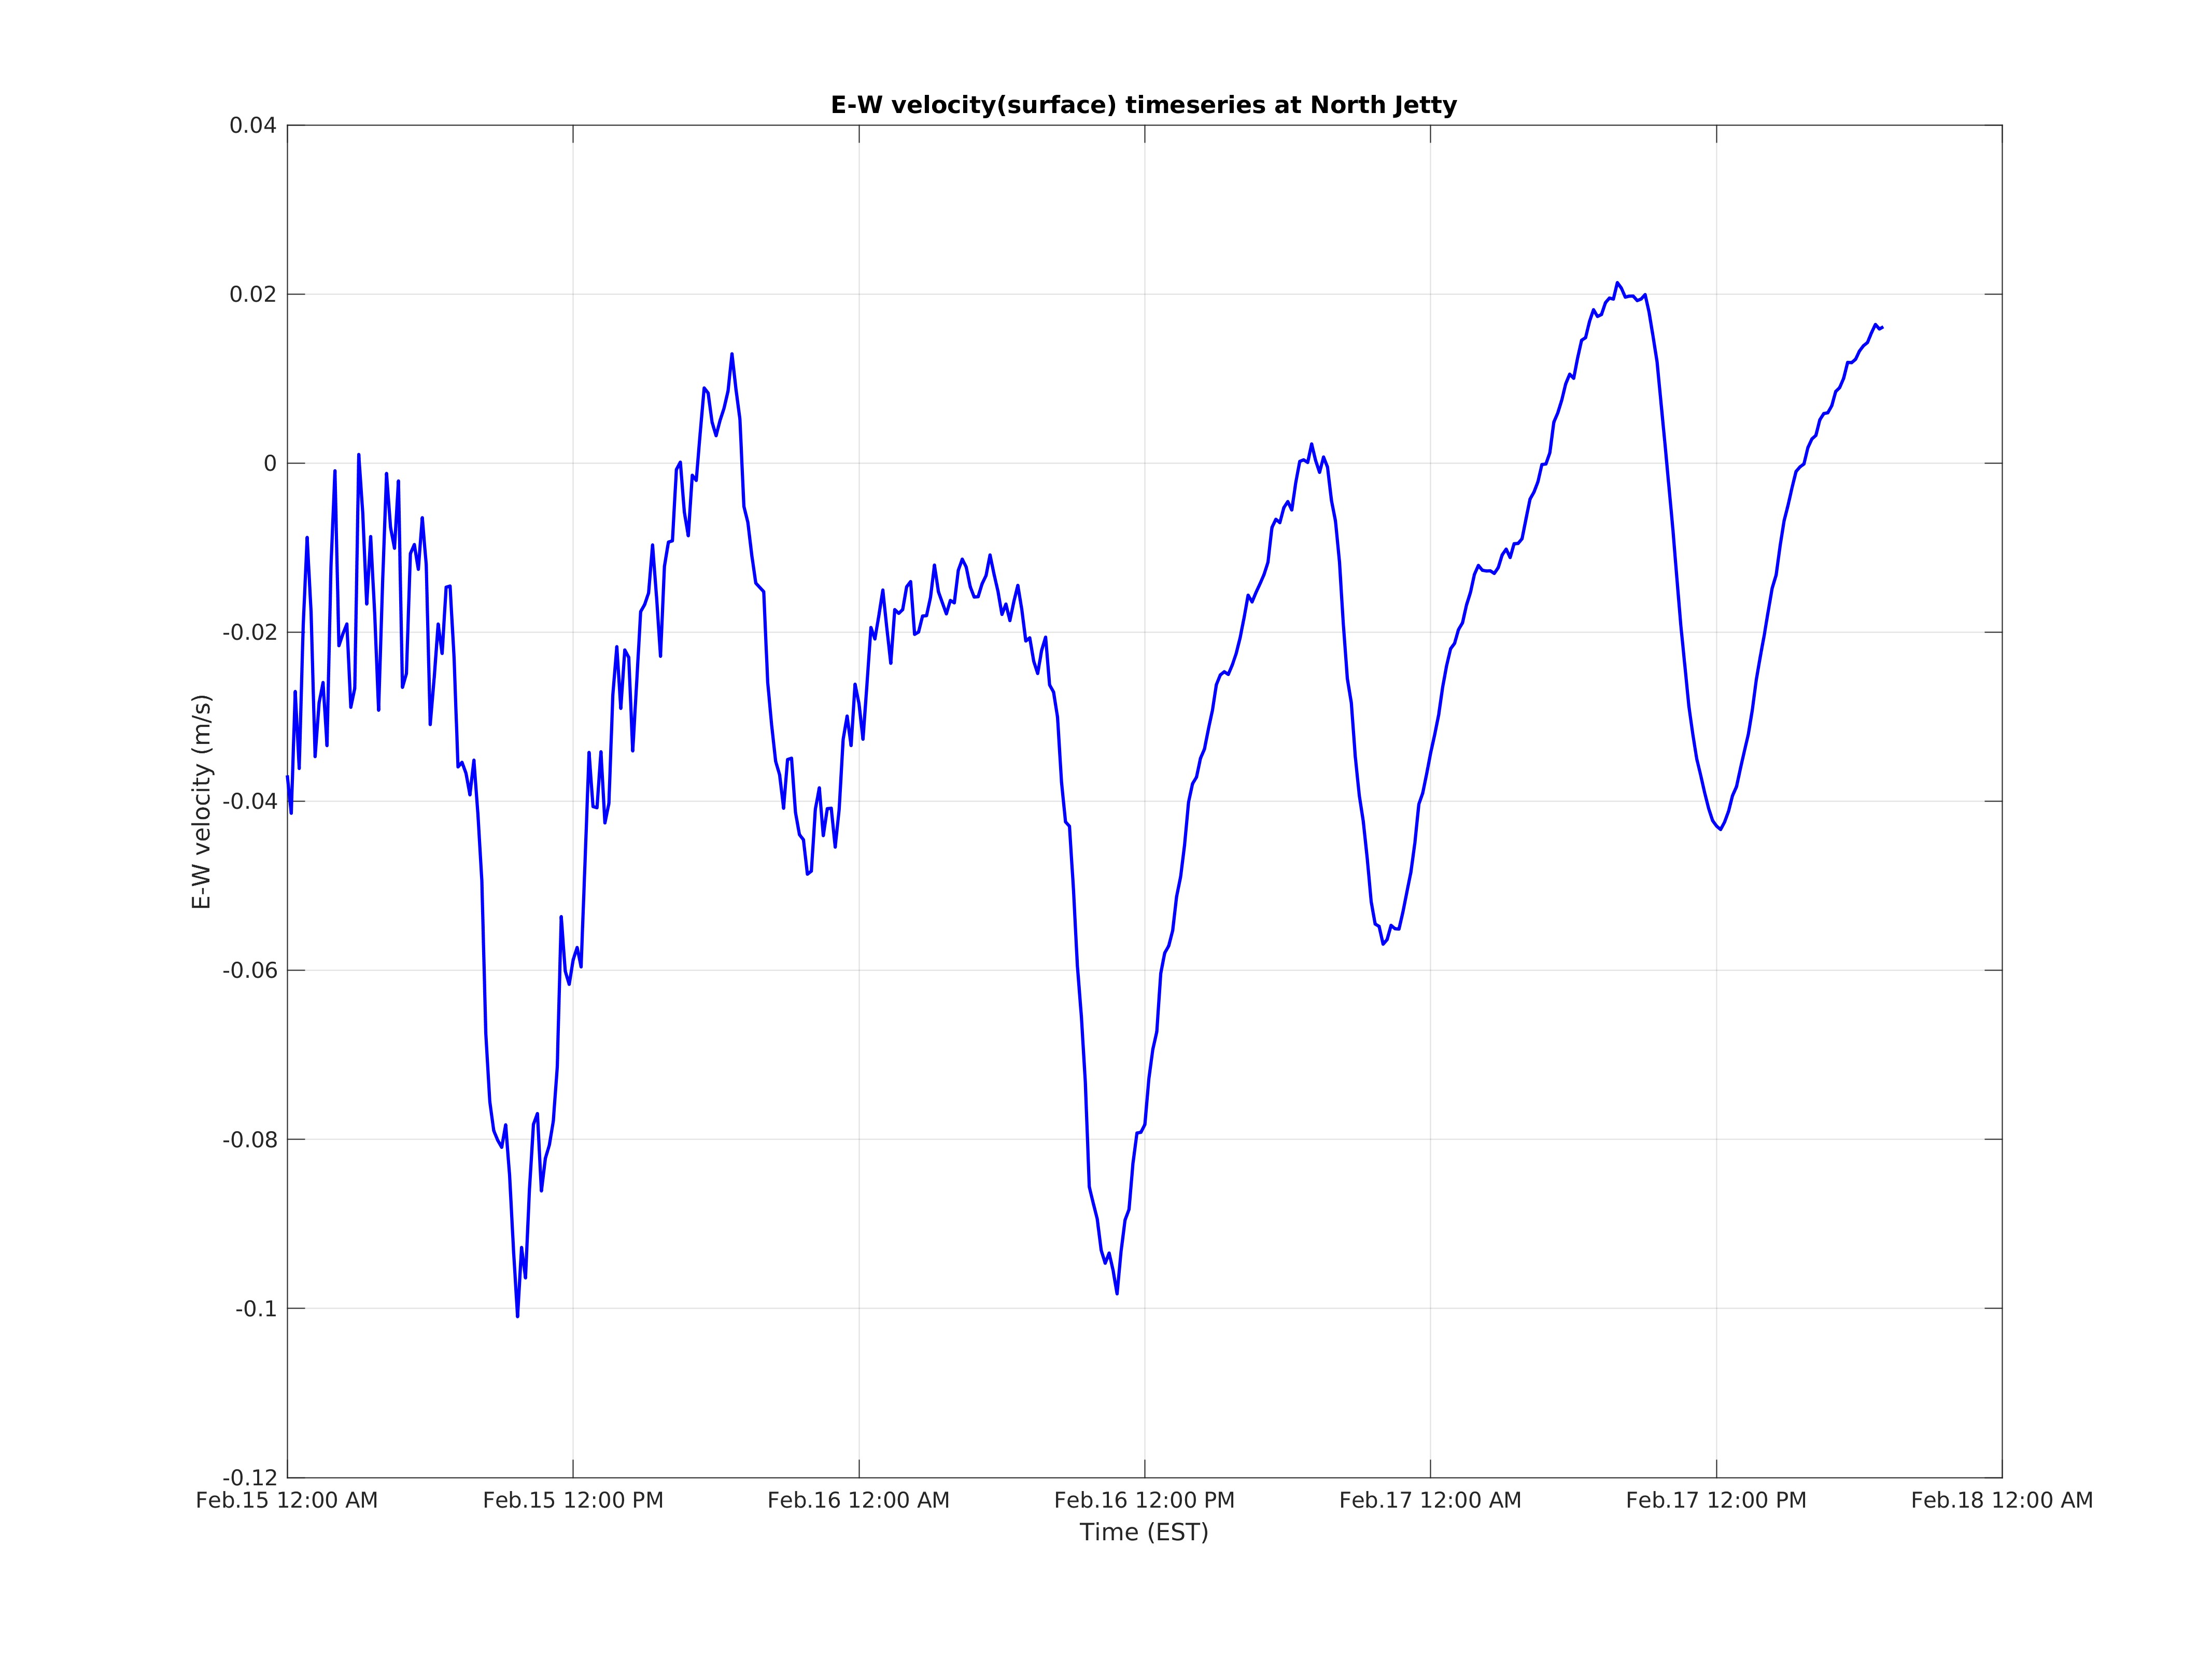 E-W velocity(surface) timeseries at North Jetty
0.04
0.02
0
-0.02
-0.04
-0.06
-0.08
-0.1
-0.12
E-W velocity (m/s)
Feb.15 12:00 AM Feb.15 12:00 PM Feb.16 12:00 AM Feb.16 12:00 PM Feb.17 12:00 AM Feb.17 12:00 PM Feb.18 12:00 AM
Time (EST)